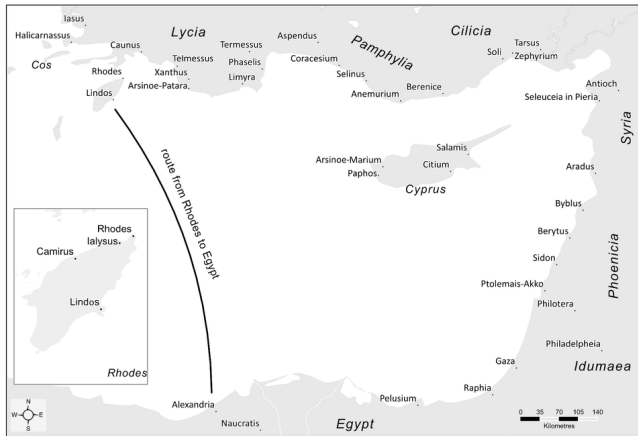 Iasus
Halicarnassus
Lycia
Aspendus
Cilicia
Caunus
Termessus
Pamphylia
Tarsus
Soli
Zephyrium
Cos
Telmessus
Phaselis
Coracesium
Rhodes
Xanthus
Limyra
Selinus
Arsinoe-Patara
Berenice
Antioch
Lindos
Anemurium
Seleuceia in Pieria
Syria
Salamis
Arsinoe-Marium
Citium
Paphos
Cyprus
Aradus
route from Rhodes to Egypt
Byblus
Berytus
Sidon
Phoenicia
Ptolemais-Akko
Philotera
Philadelpheia
Gaza
Idumaea
Raphia
Rhodes
Ialysus
Camirus
Lindos
Rhodes
Alexandria
Pelusium
Naucratis
Egypt
N
W E
S
0 35 70 105 140
Kilometres